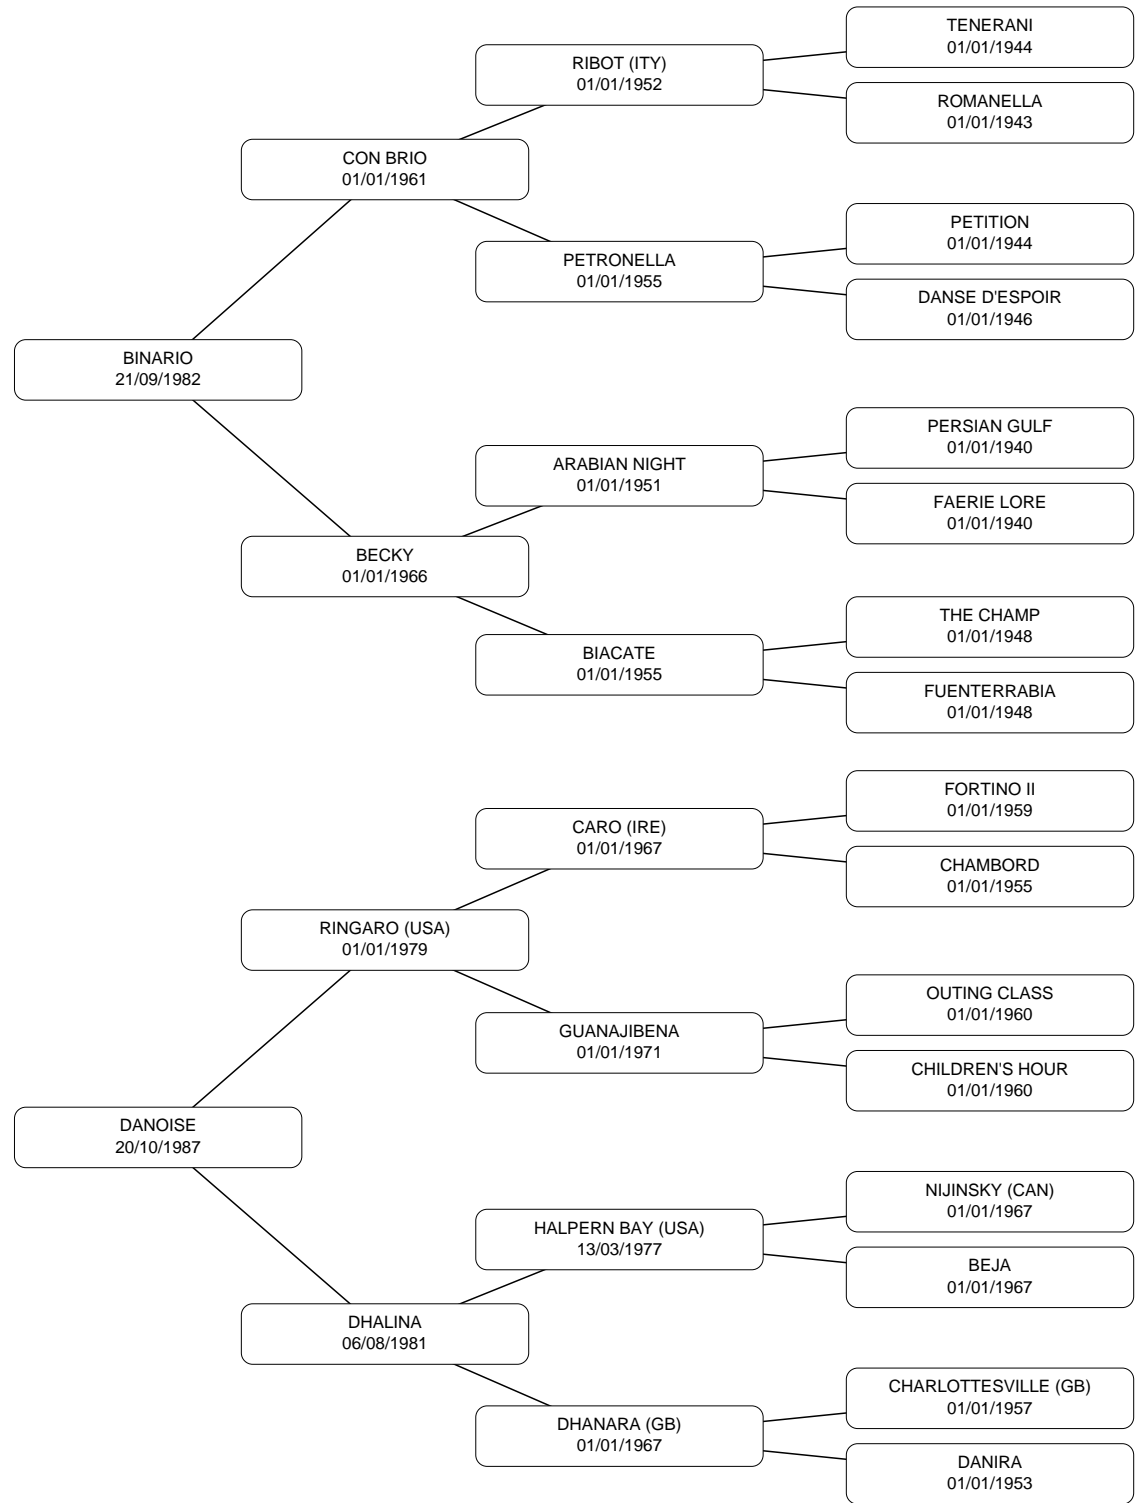 TENERANI
01/01/1944
RIBOT (ITY)
01/01/1952
ROMANELLA
01/01/1943
CON BRIO
01/01/1961
PETITION
01/01/1944
PETRONELLA
01/01/1955
DANSE D'ESPOIR
01/01/1946
BINARIO
21/09/1982
PERSIAN GULF
01/01/1940
ARABIAN NIGHT
01/01/1951
FAERIE LORE
01/01/1940
BECKY
01/01/1966
THE CHAMP
01/01/1948
BIACATE
01/01/1955
FUENTERRABIA
01/01/1948
FORTINO II
01/01/1959
CARO (IRE)
01/01/1967
CHAMBORD
01/01/1955
RINGARO (USA)
01/01/1979
OUTING CLASS
01/01/1960
GUANAJIBENA
01/01/1971
CHILDREN'S HOUR
01/01/1960
DANOISE
20/10/1987
NIJINSKY (CAN)
01/01/1967
HALPERN BAY (USA)
13/03/1977
BEJA
01/01/1967
DHALINA
06/08/1981
CHARLOTTESVILLE (GB)
01/01/1957
DHANARA (GB)
01/01/1967
DANIRA
01/01/1953